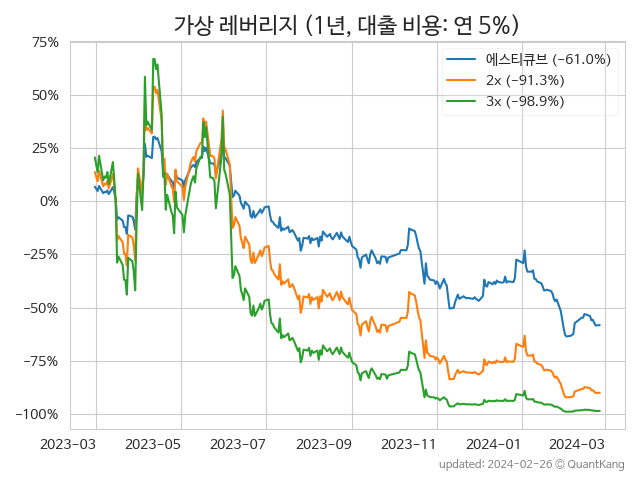 가상 레버리지 (1년, 대출 비용: 연 5%)
에스티큐브 (−61.0%)
2x (−91.3%)
3x (−98.9%)
75%
50%
25%
0%
−25%
−50%
−75%
−100%
2023-03 2023-05 2023-07 2023-09 2023-11 2024-01 2024-03
updated: 2024-02-26 © QuantKang